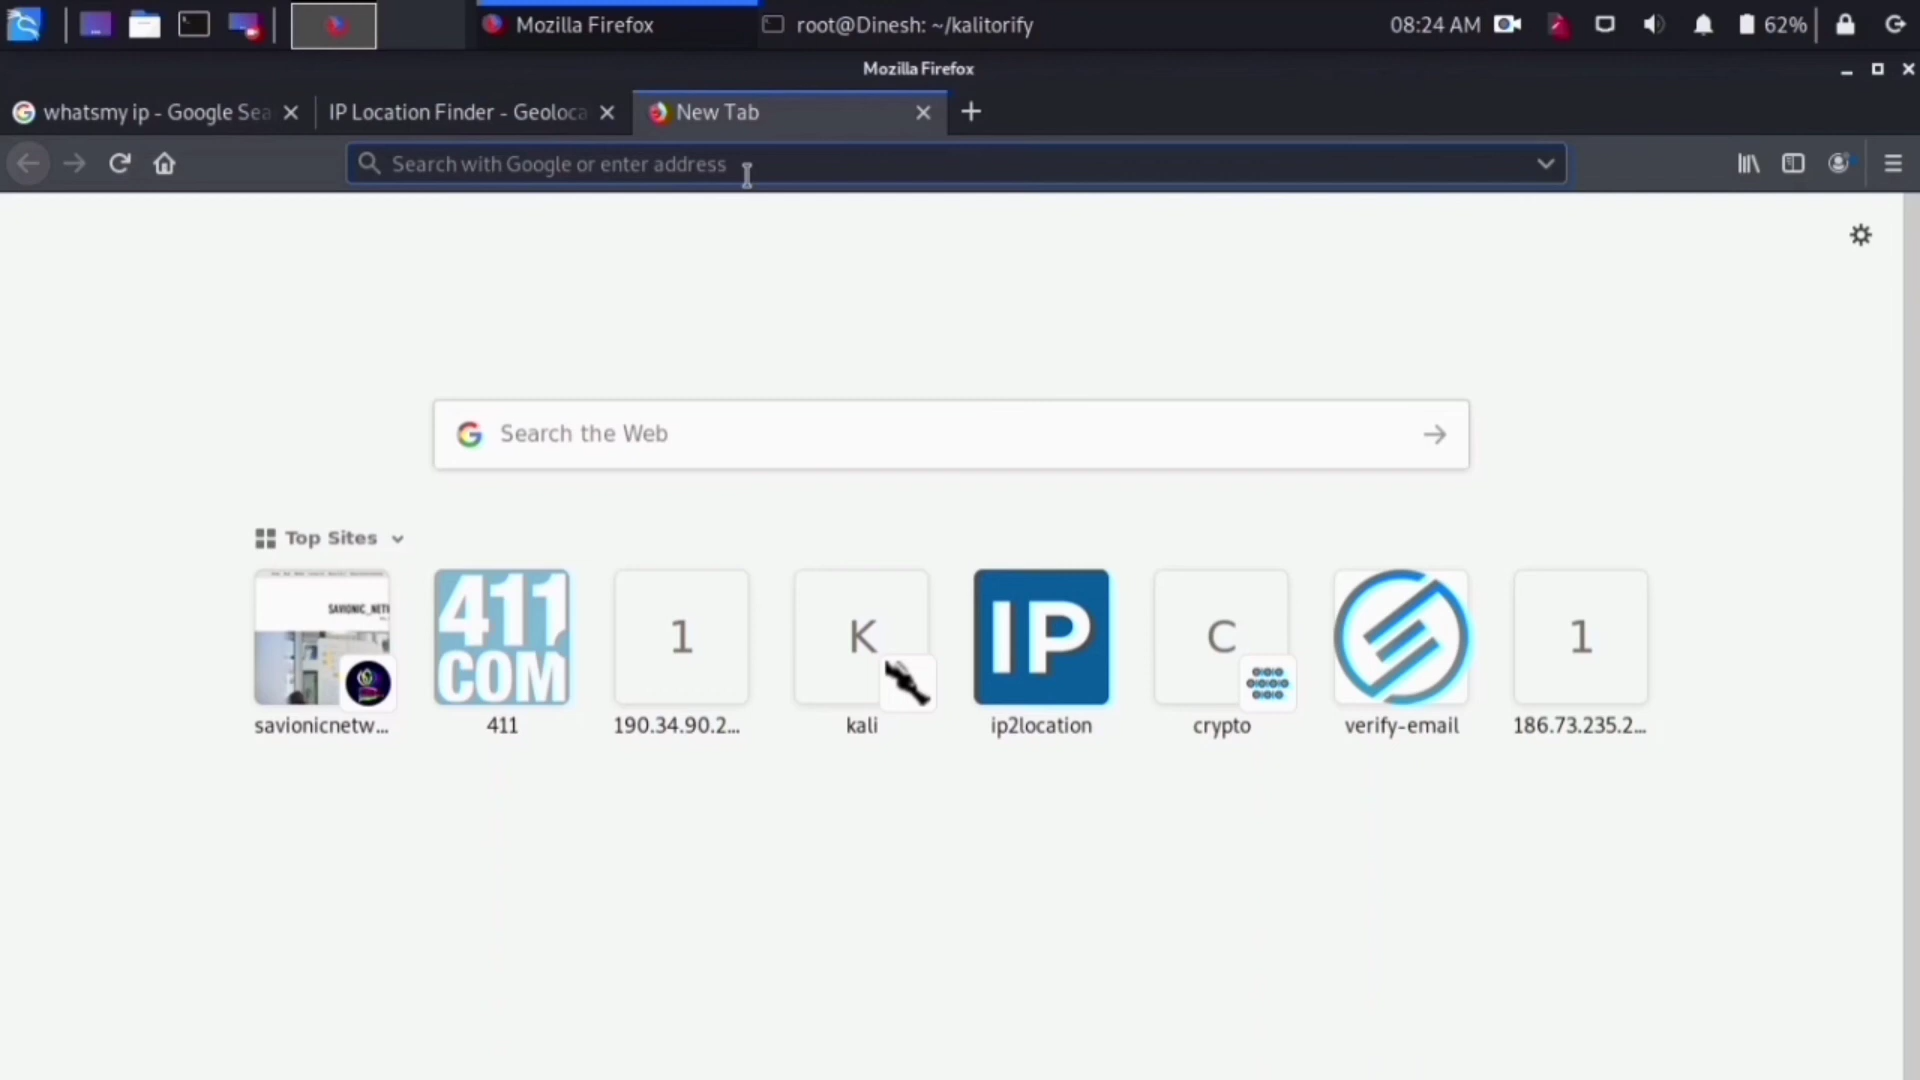 Mozilla Firefox
root@Dinesh: ~/kalitorify
08:24 AM
62%
Mozilla Firefox
whatsmy ip - Google Sea
IP Location Finder - Geoloca
New Tab
Search with Google or enter address
Search the Web
Top Sites
SAVIONIC_NET
411
COM
1
K
IP
C
1
savionicnetw...
411
190.34.90.2...
kali
ip2location
crypto
verify-email
186.73.235.2...